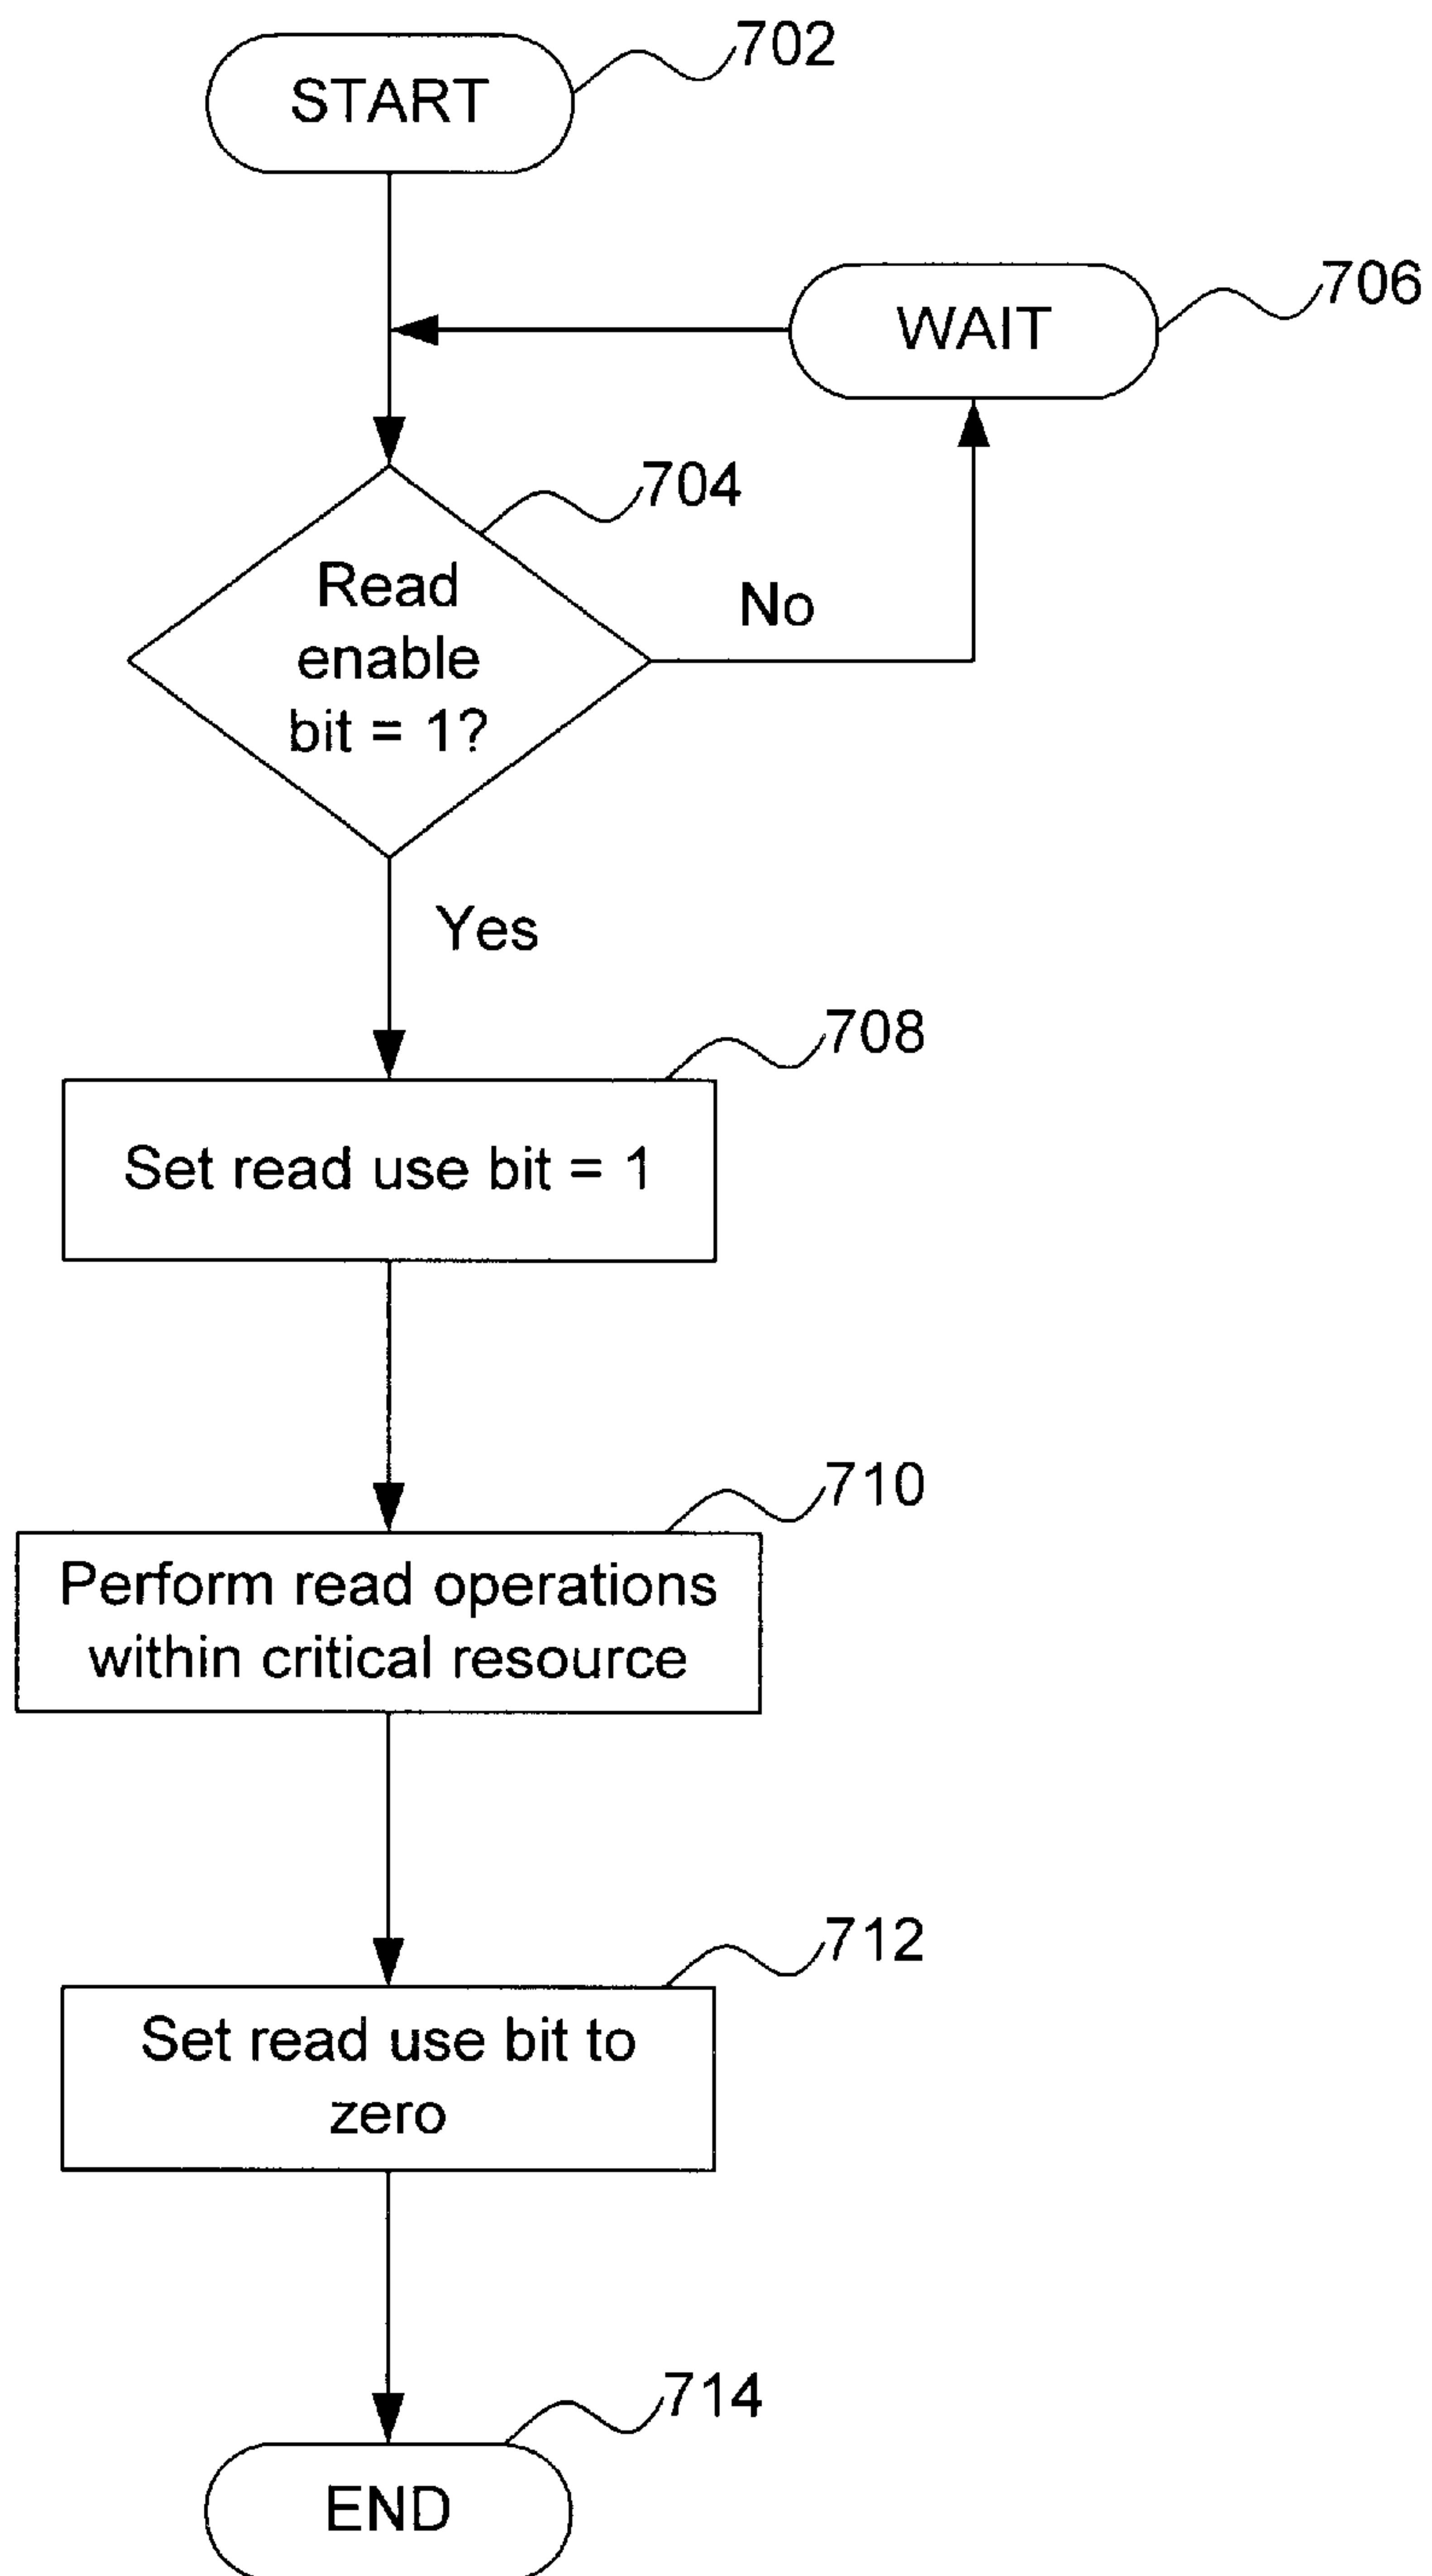 702
START
706
WAIT
704
Read
enable
bit = 1?
No
Yes
708
Set read use bit = 1
710
Perform read operations
within critical resource
712
Set read use bit to
zero
714
END